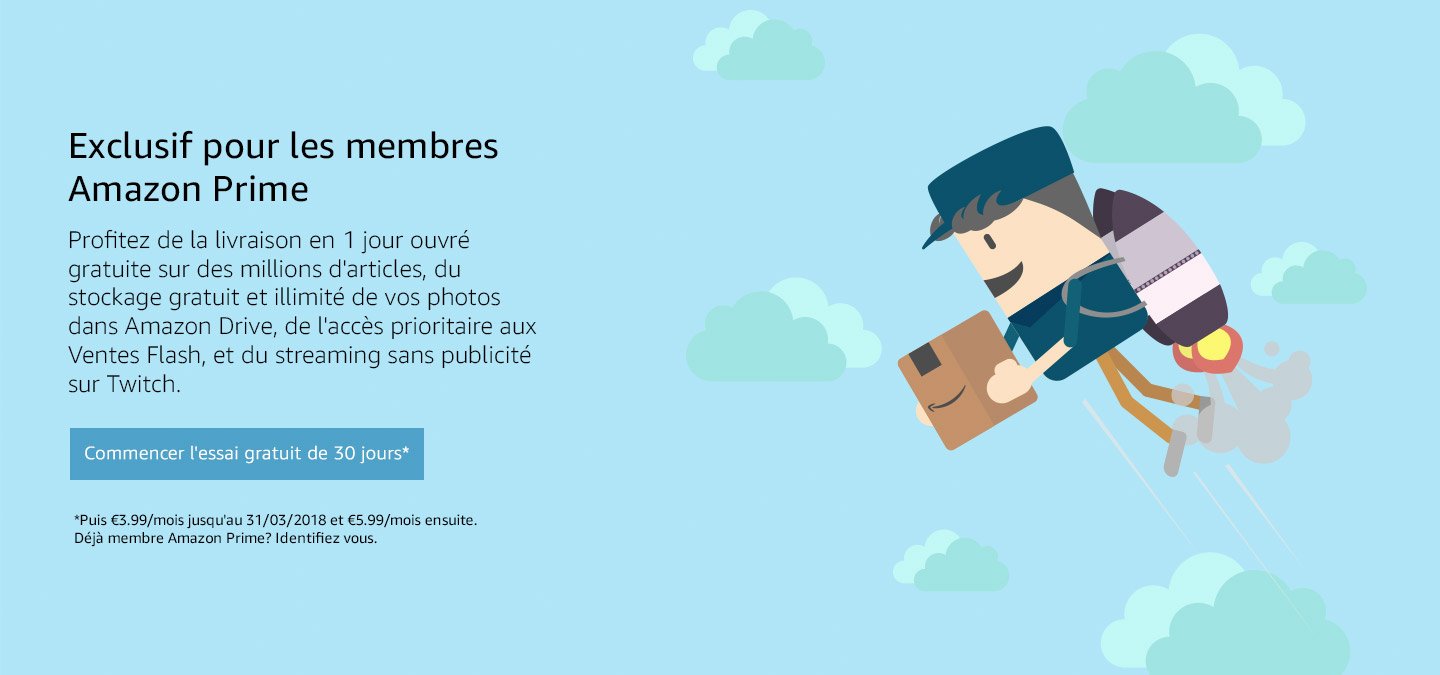 Exclusif pour les membres
Amazon Prime
Profitez de la livraison en 1 jour ouvré
gratuite sur des millions d'articles, du
stockage gratuit et illimité de vos photos
dans Amazon Drive, de l'accès prioritaire aux
Ventes Flash, et du streaming sans publicité
sur Twitch.
Commencer l'essai gratuit de 30 jours*
*Puis €3.99/mois jusqu'au 31/03/2018 et €5.99/mois ensuite.
Déjà membre Amazon Prime? Identifiez vous.